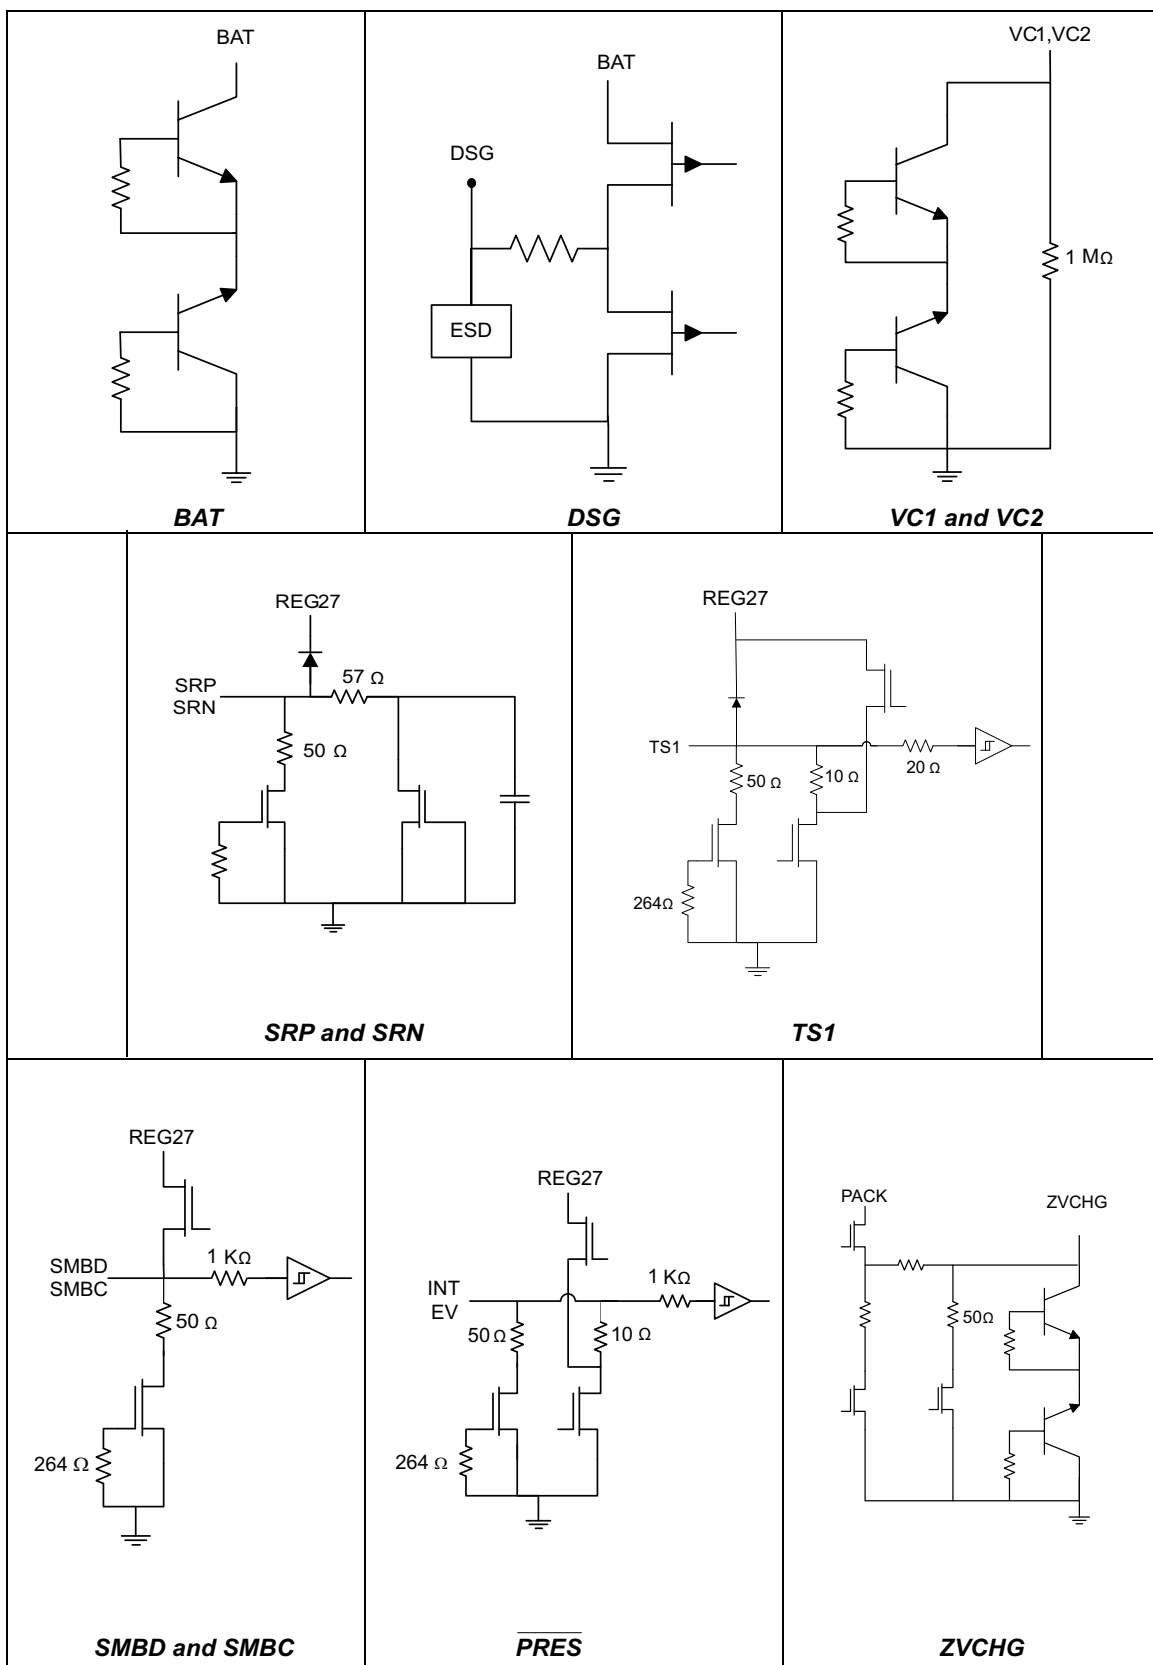 BAT
BAT
DSG
ESD
VC1,VC2
1 MΩ
BAT
DSG
VC1 and VC2
REG27
SRP
SRN
57 Ω
50 Ω
REG27
TS1
50 Ω
10 Ω
20 Ω
264Ω
SRP and SRN
TS1
REG27
SMBD
SMBC
1 KΩ
50 Ω
264 Ω
REG27
INT
EV
1 KΩ
50 Ω
10 Ω
264 Ω
PACK
ZVCHG
50Ω
SMBD and SMBC
PRES
ZVCHG